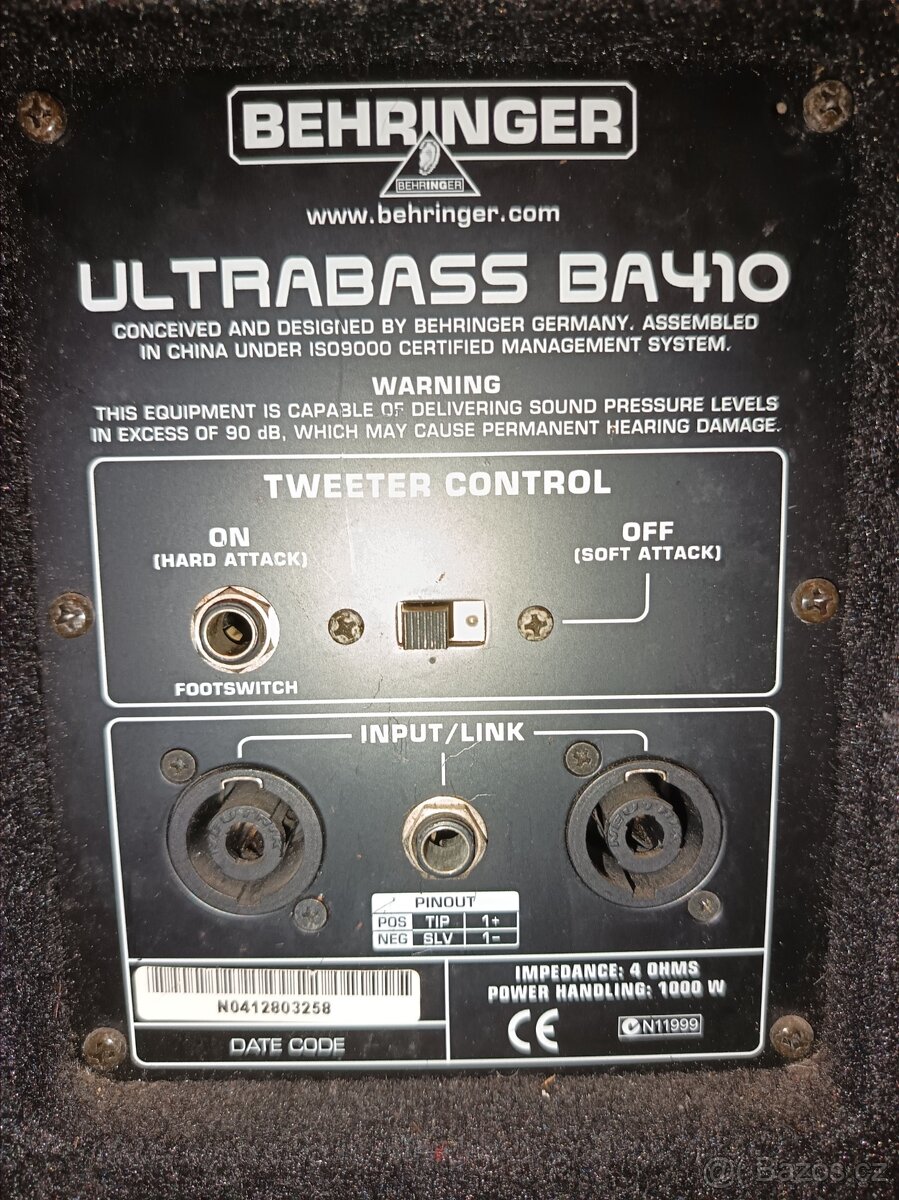 BEHRINGER
BEHRINGER
www.behringer.com
ULTRABASS BA410
CONCEIVED AND DESIGNED BY BEHRINGER GERMANY. ASSEMBLED
IN CHINA UNDER ISO9000 CERTIFIED MANAGEMENT SYSTEM.
WARNING
THIS EQUIPMENT IS CAPABLE OF DELIVERING SOUND PRESSURE LEVELS
IN EXCESS OF 90 dB, WHICH MAY CAUSE PERMANENT HEARING DAMAGE.
TWEETER CONTROL
ON
(HARD ATTACK)
OFF
(SOFT ATTACK)
FOOTSWITCH
INPUT/LINK
NEUTRIK
NEUTRIK
PINOUT
POS TIP 1+
NEG SLV 1-
N0412803258
DATE CODE
IMPEDANCE: 4 OHMS
POWER HANDLING: 1000 W
CE
N11999
Bazos.cz